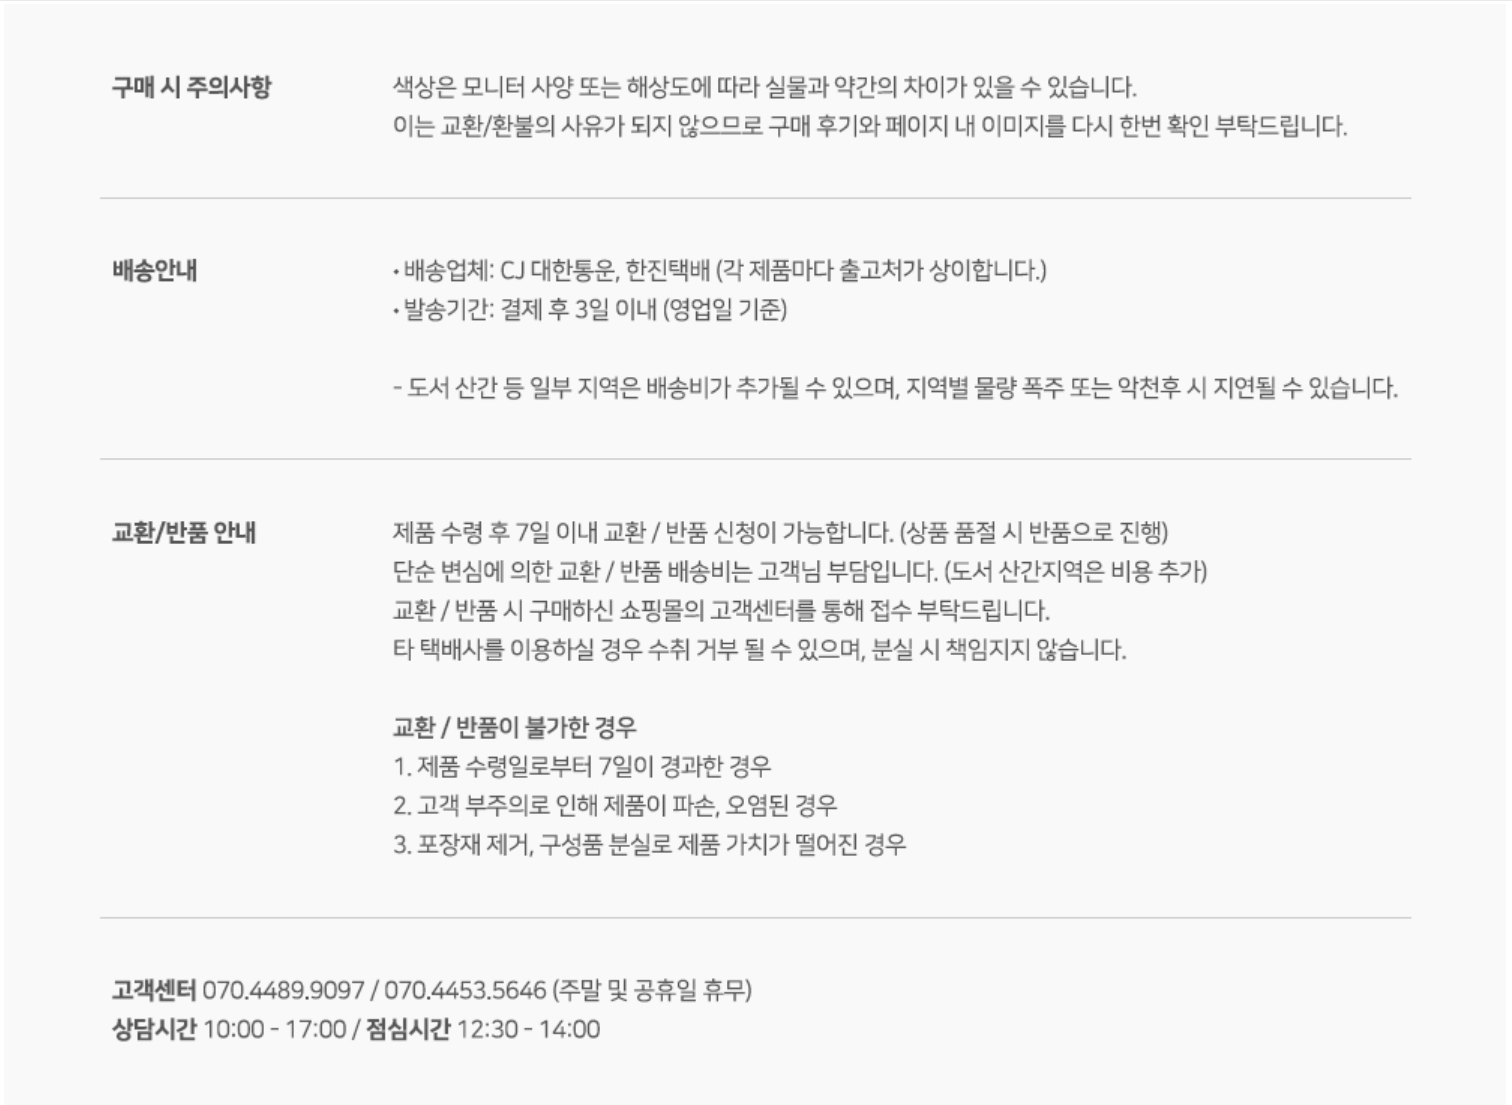 구매 시 주의사항
색상은 모니터 사양 또는 해상도에 따라 실물과 약간의 차이가 있을 수 있습니다.
이는 교환/환불의 사유가 되지 않으므로 구매 후기와 페이지 내 이미지를 다시 한번 확인 부탁드립니다.
배송안내
• 배송업체: CJ 대한통운, 한진택배 (각 제품마다 출고처가 상이합니다.)
• 발송기간: 결제 후 3일 이내 (영업일 기준)
- 도서 산간 등 일부 지역은 배송비가 추가될 수 있으며, 지역별 물량 폭주 또는 악천후 시 지연될 수 있습니다.
교환/반품 안내
제품 수령 후 7일 이내 교환 / 반품 신청이 가능합니다. (상품 품절 시 반품으로 진행)
단순 변심에 의한 교환 / 반품 배송비는 고객님 부담입니다. (도서 산간지역은 비용 추가)
교환 / 반품 시 구매하신 쇼핑몰의 고객센터를 통해 접수 부탁드립니다.
타 택배사를 이용하실 경우 수취 거부 될 수 있으며, 분실 시 책임지지 않습니다.
교환 / 반품이 불가한 경우
1. 제품 수령일로부터 7일이 경과한 경우
2. 고객 부주의로 인해 제품이 파손, 오염된 경우
3. 포장재 제거, 구성품 분실로 제품 가치가 떨어진 경우
고객센터 070.4489.9097 / 070.4453.5646 (주말 및 공휴일 휴무)
상담시간 10:00 - 17:00 / 점심시간 12:30 - 14:00